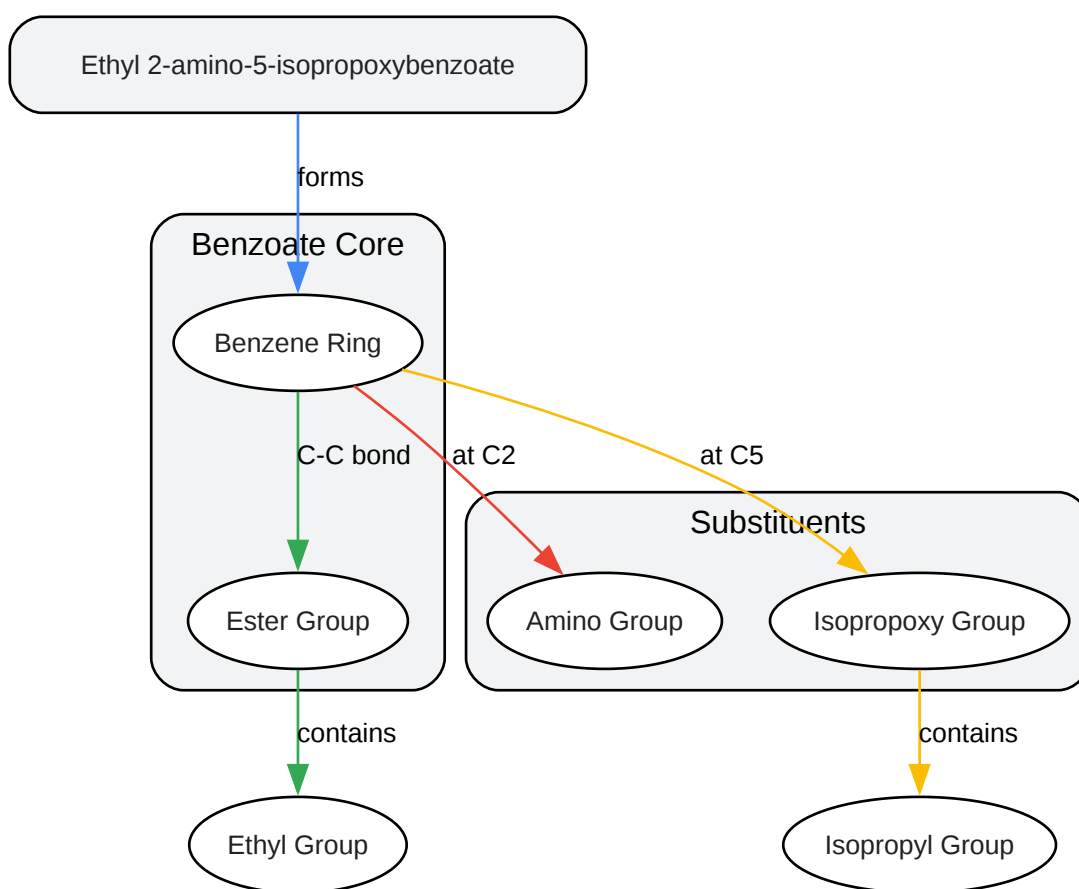 Ethyl 2-amino-5-isopropoxybenzoate
forms
Benzoate Core
Benzene Ring
C-C bond
at C2
at C5
Substituents
Ester Group
Amino Group
Isopropoxy Group
contains
contains
Ethyl Group
Isopropyl Group